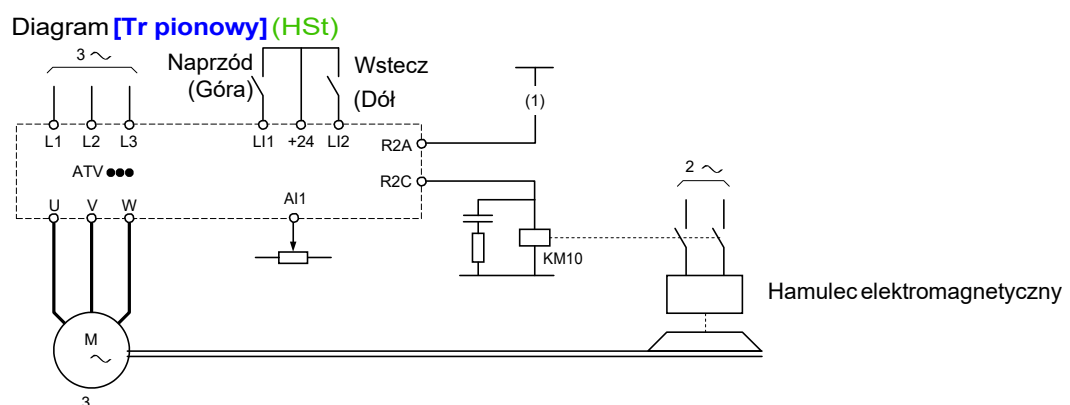 Diagram [Tr pionowy] (HSt)
3 ~
Naprzód
(Góra)
Wstecz
(Dół
(1)
L1 L2 L3
LI1 +24 LI2
R2A
ATV●●●
R2C
2 ~
U V W
AI1
KM10
Hamulec elektromagnetyczny
M
~
3